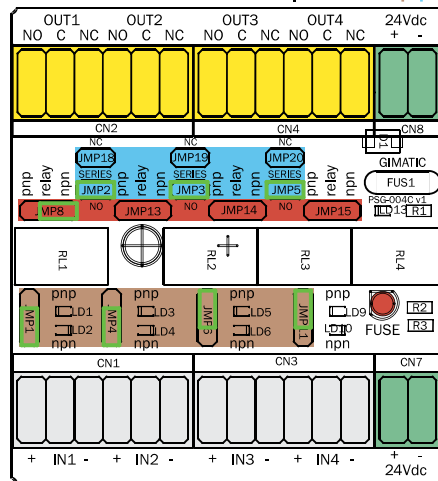 OUT1 OUT2 OUT3 OUT4 24Vdc
NO C NC NO C NC NO C NC NO C NC + -
CN2 CN4 CN8
NC NC NC
JMP18 JMP19 JMP20 D1
SERIES SERIES SERIES GIMATIC
pnp relay npn JMP2 pnp relay npn JMP3 pnp relay npn JMP5 pnp relay npn FUS1
PSG-004C v1
JMP8 NO JMP13 NO JMP14 NO JMP15 LD13 R1
RL1 RL2 RL3 RL4
pnp pnp pnp pnp
JMP1 LD1 JMP4 LD3 JMP6 LD5 JMP11 LD9 R2
LD2 LD4 LD6 LD10 FUSE R3
npn npn npn npn
CN1 CN3 CN7
+ IN1 - + IN2 - + IN3 - + IN4 - + -
24Vdc